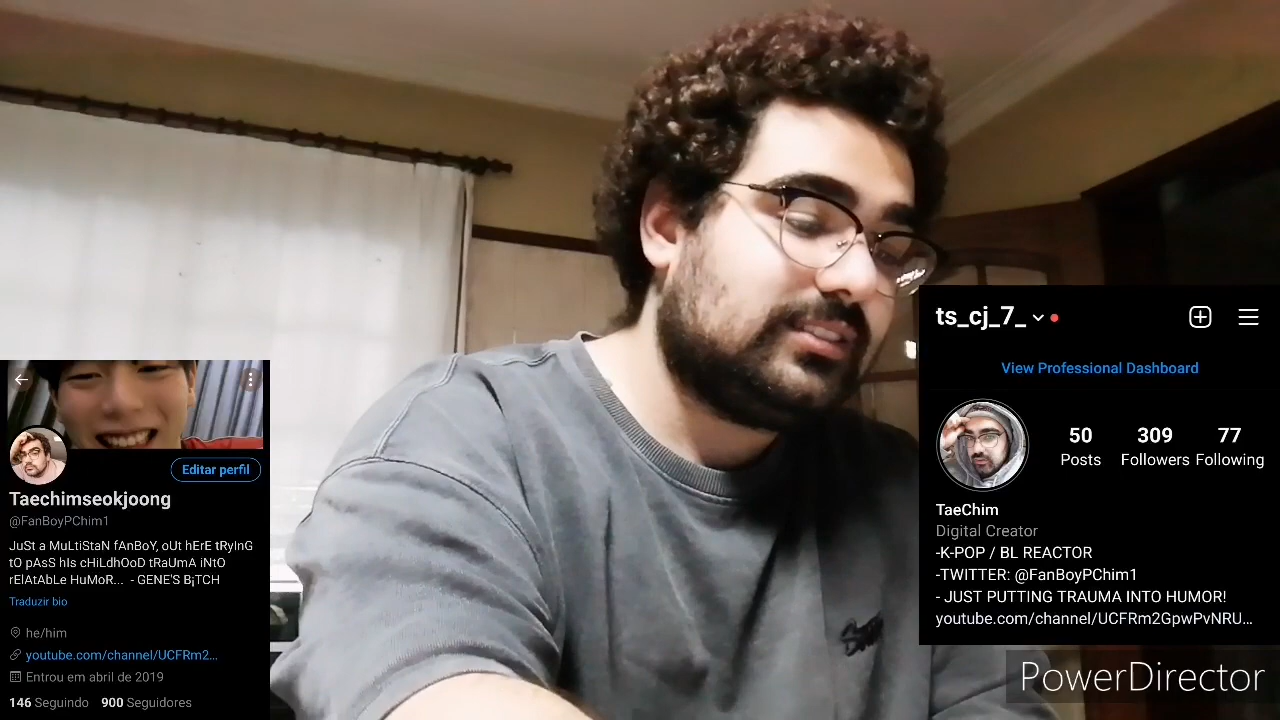 Editar perfil
Taechimseokjoong
@FanBoyPChim1
JuSt a MuLtiStaN fAnBoY, oUt hErE tRyInG
tO pAsS hIs cHiLdhOoD tRaUmA iNtO
rElAtAbLe HuMoR... - GENE'S B¡TCH
Traduzir bio
he/him
youtube.com/channel/UCFRm2...
Entrou em abril de 2019
146 Seguindo 900 Seguidores
ts_cj_7_
View Professional Dashboard
50 309 77
Posts Followers Following
TaeChim
Digital Creator
-K-POP / BL REACTOR
-TWITTER: @FanBoyPChim1
- JUST PUTTING TRAUMA INTO HUMOR!
youtube.com/channel/UCFRm2GpwPvNRU...
PowerDirector